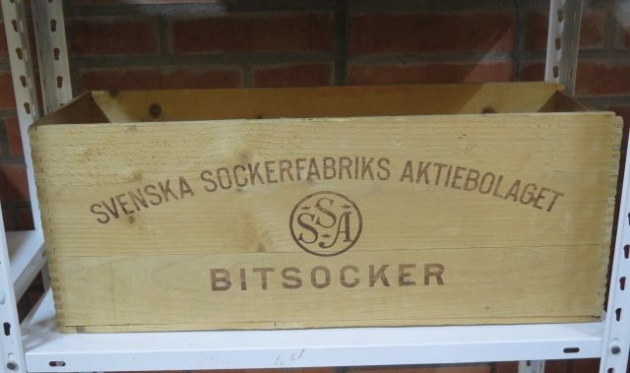 SVENSKA SOCKERFABRIKS AKTIEBOLAGET
SSA
BITSOCKER